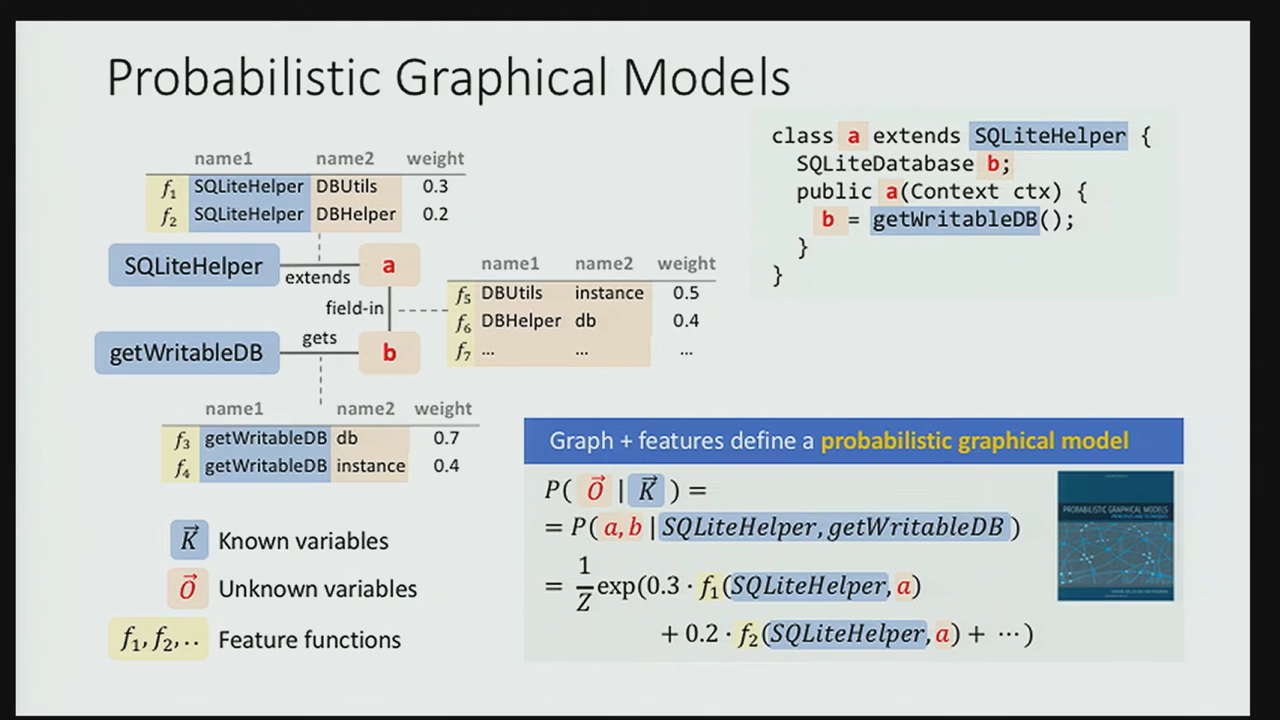 Probabilistic Graphical Models
name1 name2 weight
f₁ SQLiteHelper DBUtils 0.3
f₂ SQLiteHelper DBHelper 0.2
SQLiteHelper
extends
a
field-in
getWritableDB
gets
b
name1 name2 weight
f₅ DBUtils instance 0.5
f₆ DBHelper db 0.4
f₇ ... ... ...
name1 name2 weight
f₃ getWritableDB db 0.7
f₄ getWritableDB instance 0.4
K⃗ Known variables
O⃗ Unknown variables
f₁, f₂, .. Feature functions
class a extends SQLiteHelper {
SQLiteDatabase b;
public a(Context ctx) {
b = getWritableDB();
}
}
Graph + features define a probabilistic graphical model
P( O⃗ | K⃗ ) =
= P( a, b | SQLiteHelper, getWritableDB )
= 1/Z exp(0.3 · f₁(SQLiteHelper, a)
+ 0.2 · f₂(SQLiteHelper, a) + ⋯ )
PROBABILISTIC GRAPHICAL MODELS